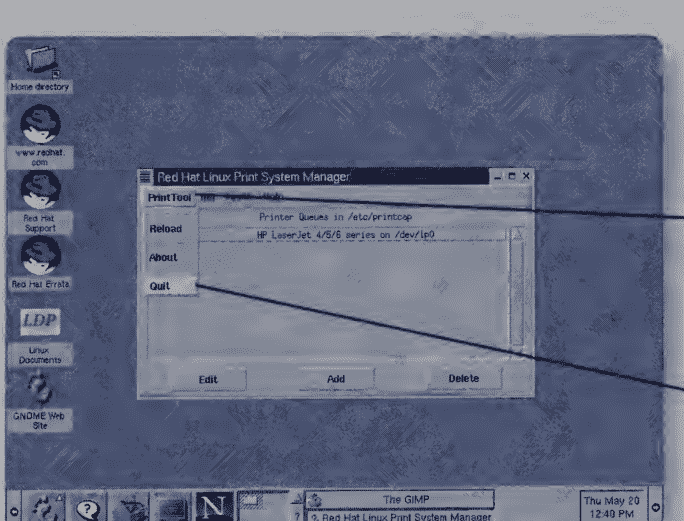 Home directory
www.redhat.
com
Red Hat
Support
Red Hat Errata
LDP
Linux
Documents
GNOME Web
Site
Red Hat Linux Print System Manager
PrintTool
Printer Queues in /etc/printcap
Reload
HP LaserJet 4/5/6 series on /dev/lp0
About
Quit
Edit
Add
Delete
N
The GIMP
?
Red Hat Linux Print System Manager
Thu May 20
12:40 PM